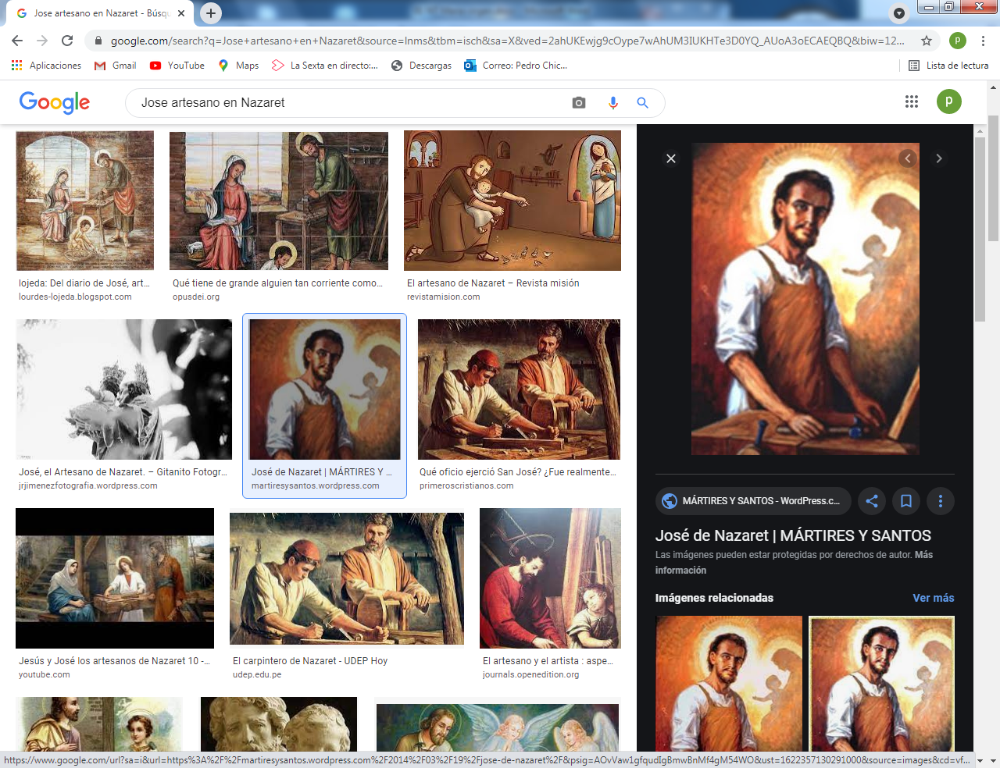 Jose artesano en Nazaret - Búsqu
google.com/search?q=Jose+artesano+en+Nazaret&source=lnms&tbm=isch&sa=X&ved=2ahUKEwjg9cOype7wAhUM3IUKHTe3D0YQ_AUoA3oECAEQBQ&biw=12...
p
Aplicaciones
Gmail
YouTube
Maps
La Sexta en directo:...
Descargas
Correo: Pedro Chic...
Lista de lectura
Google
Jose artesano en Nazaret
p
lojeda: Del diario de José, art...
lourdes-lojeda.blogspot.com
Qué tiene de grande alguien tan corriente como...
opusdei.org
El artesano de Nazaret – Revista misión
revistamision.com
José, el Artesano de Nazaret. – Gitanito Fotogr...
jrjimenezfotografia.wordpress.com
José de Nazaret | MÁRTIRES Y ...
martiresysantos.wordpress.com
Qué oficio ejerció San José? ¿Fue realmente...
primeroscristianos.com
Jesús y José los artesanos de Nazaret 10 -...
youtube.com
El carpintero de Nazaret - UDEP Hoy
udep.edu.pe
El artesano y el artista : aspe...
journals.openedition.org
MÁRTIRES Y SANTOS - WordPress.c...
José de Nazaret | MÁRTIRES Y SANTOS
Las imágenes pueden estar protegidas por derechos de autor. Más
información
Imágenes relacionadas
Ver más
https://www.google.com/url?sa=i&url=https%3A%2F%2Fmartiresysantos.wordpress.com%2F2014%2F03%2F19%2Fjose-de-nazaret%2F&psig=AOvVaw1gfqudIgBmwBnMf4gM54WO&ust=1622357130291000&source=images&cd=vf...